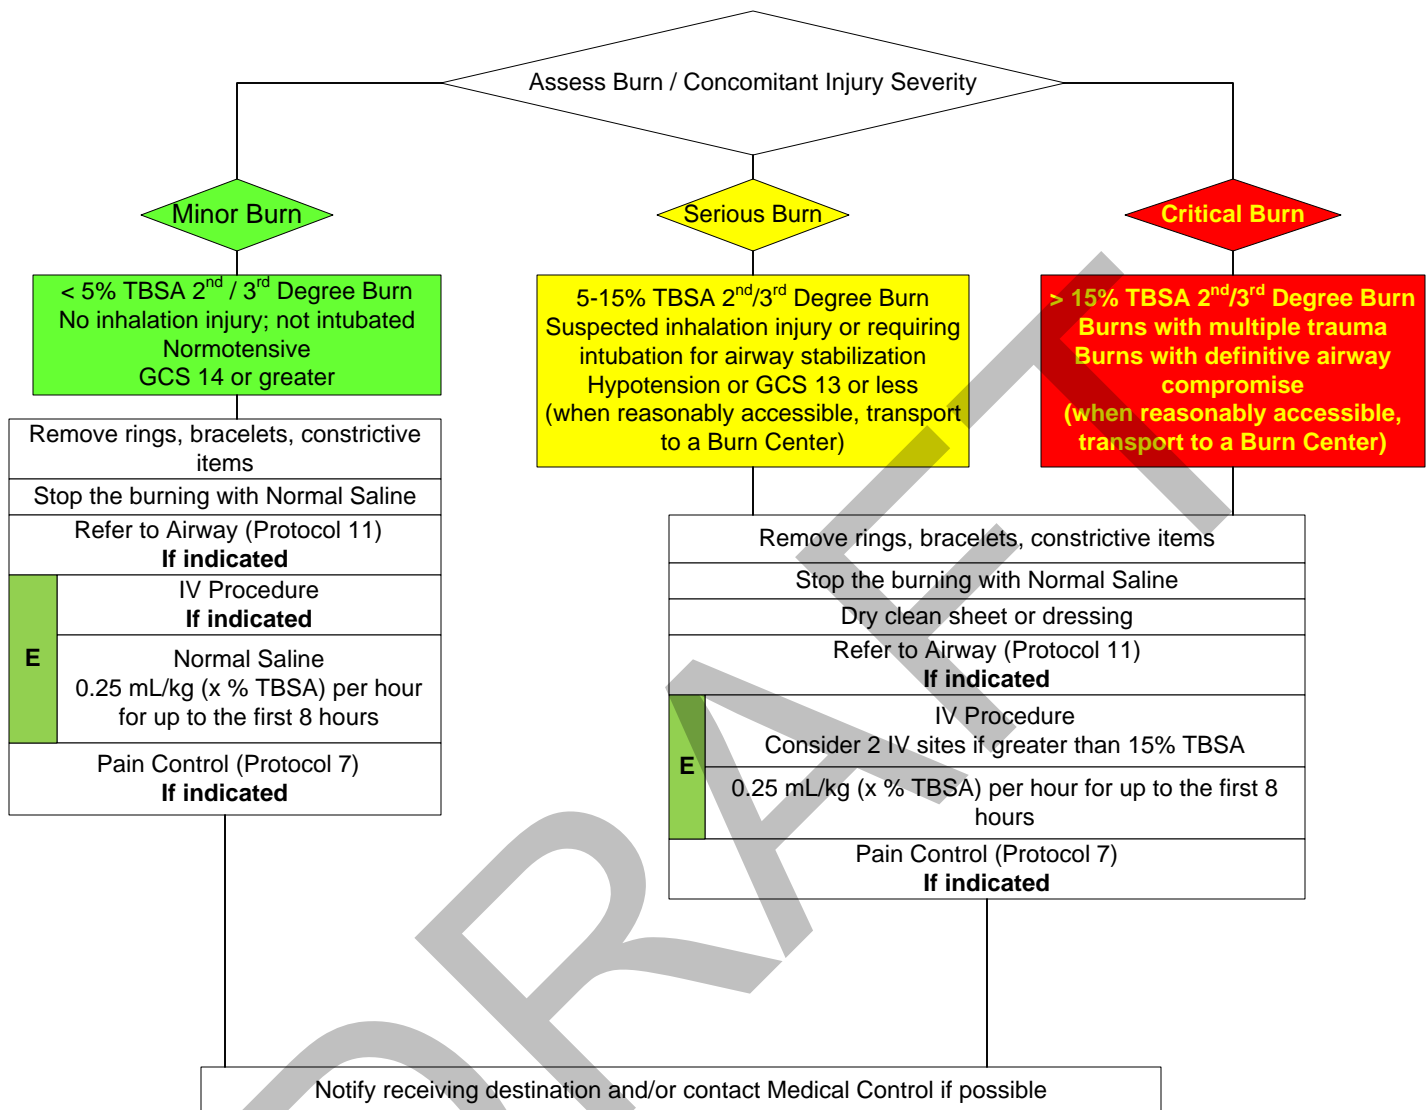 Assess Burn / Concomitant Injury Severity
Minor Burn
Serious Burn
Critical Burn
< 5% TBSA 2nd / 3rd Degree Burn
No inhalation injury; not intubated
Normotensive
GCS 14 or greater
5-15% TBSA 2nd/3rd Degree Burn
Suspected inhalation injury or requiring
intubation for airway stabilization
Hypotension or GCS 13 or less
(when reasonably accessible, transport
to a Burn Center)
> 15% TBSA 2nd/3rd Degree Burn
Burns with multiple trauma
Burns with definitive airway
compromise
(when reasonably accessible,
transport to a Burn Center)
Remove rings, bracelets, constrictive
items
Stop the burning with Normal Saline
Refer to Airway (Protocol 11)
If indicated
E
IV Procedure
If indicated
Normal Saline
0.25 mL/kg (x % TBSA) per hour
for up to the first 8 hours
Pain Control (Protocol 7)
If indicated
Remove rings, bracelets, constrictive items
Stop the burning with Normal Saline
Dry clean sheet or dressing
Refer to Airway (Protocol 11)
If indicated
E
IV Procedure
Consider 2 IV sites if greater than 15% TBSA
0.25 mL/kg (x % TBSA) per hour for up to the first 8
hours
Pain Control (Protocol 7)
If indicated
Notify receiving destination and/or contact Medical Control if possible
DRAFT